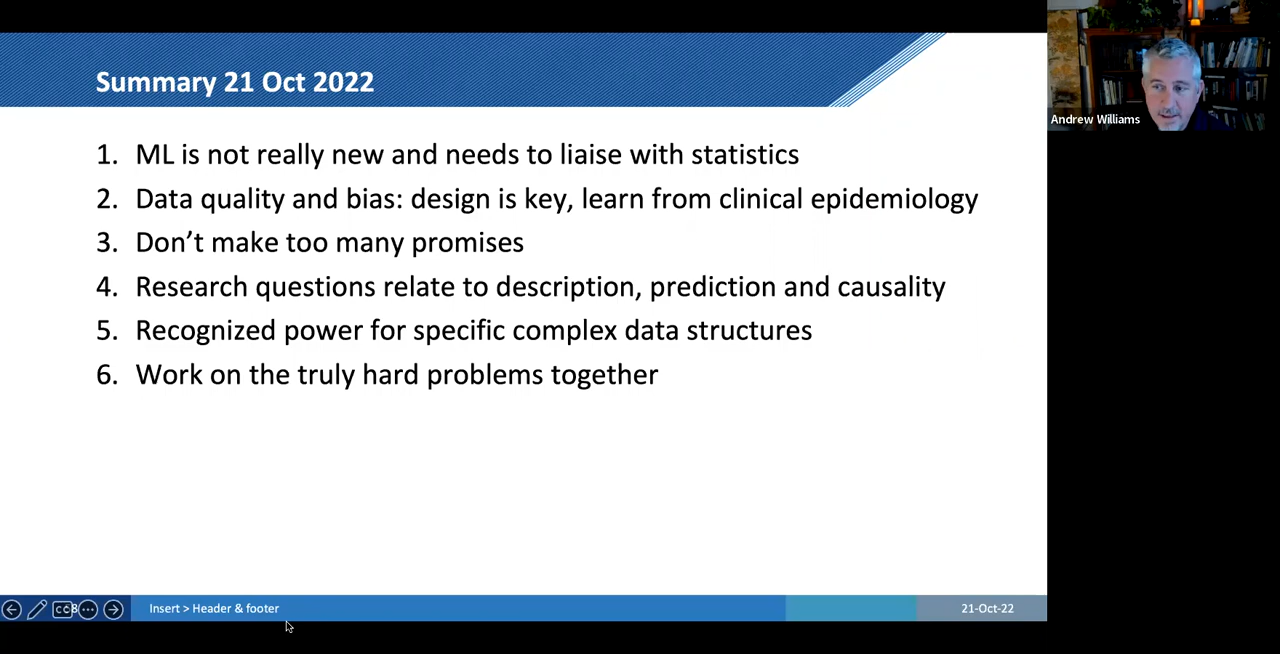 Summary 21 Oct 2022
Andrew Williams
1. ML is not really new and needs to liaise with statistics
2. Data quality and bias: design is key, learn from clinical epidemiology
3. Don’t make too many promises
4. Research questions relate to description, prediction and causality
5. Recognized power for specific complex data structures
6. Work on the truly hard problems together
Insert > Header & footer
21-Oct-22